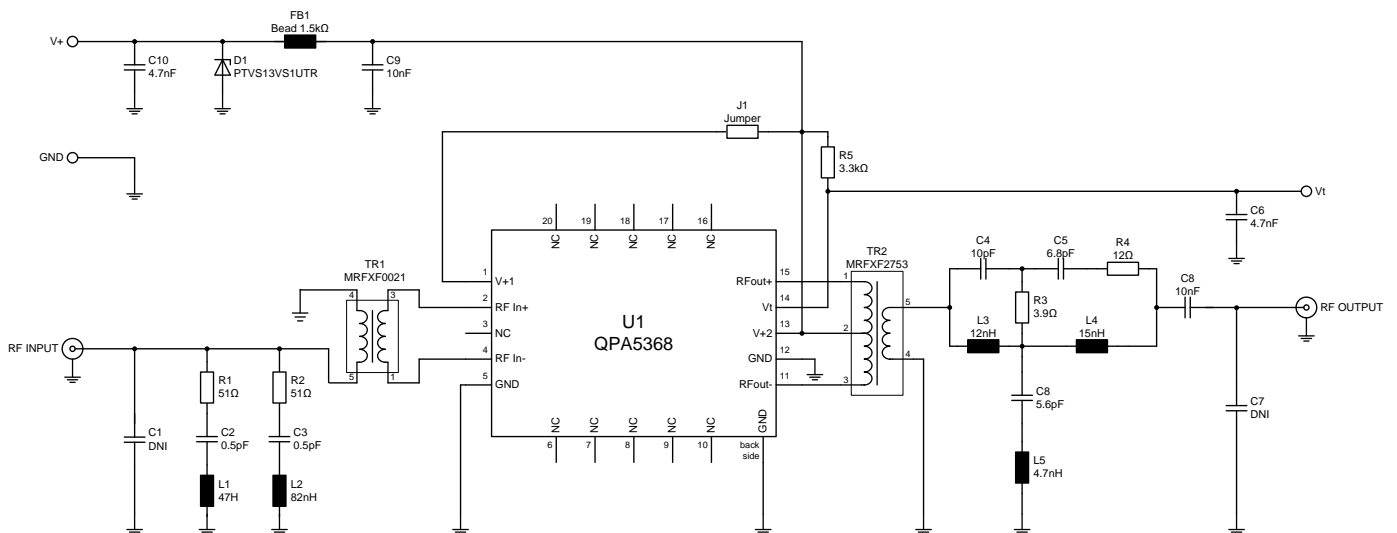 FB1
Bead 1.5kΩ
V+
C10
4.7nF
D1
PTVS13VS1UTR
C9
10nF
J1
Jumper
R5
3.3kΩ
GND
Vt
C6
4.7nF
20
19
18
17
16
NC
NC
NC
NC
NC
TR1
MRFXF0021
4
3
5
1
1
V+1
2
RF In+
3
NC
4
RF In-
5
GND
U1
QPA5368
RFout+
15
Vt
14
V+2
13
GND
12
RFout-
11
NC
NC
NC
NC
NC
GND
6
7
8
9
10
back
side
TR2
MRFXF2753
1
2
3
5
4
C4
10pF
C5
6.8pF
R4
12Ω
R3
3.9Ω
L3
12nH
L4
15nH
C8
10nF
RF OUTPUT
RF INPUT
R1
51Ω
R2
51Ω
C1
DNI
C2
0.5pF
C3
0.5pF
L1
47H
L2
82nH
C8
5.6pF
L5
4.7nH
C7
DNI